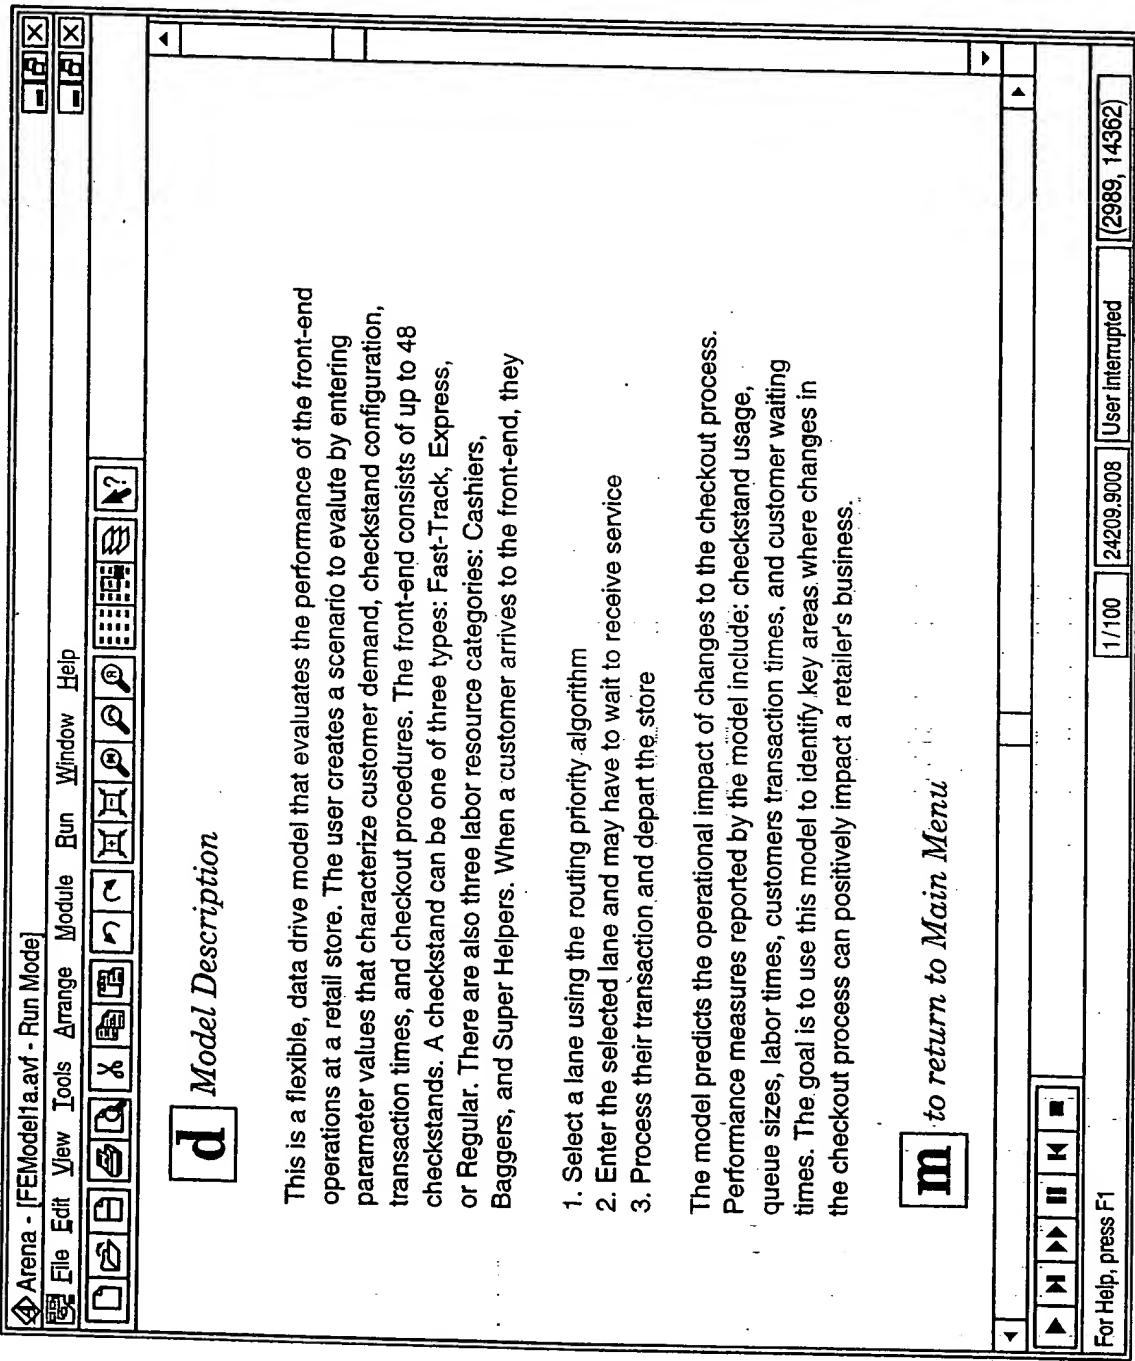 Arena - [FEModel1a.avf - Run Mode]
File Edit View Tools Arrange Module Run Window Help
d Model Description
This is a flexible, data drive model that evaluates the performance of the front-end
operations at a retail store. The user creates a scenario to evalute by entering
parameter values that characterize customer demand, checkstand configuration,
transaction times, and checkout procedures. The front-end consists of up to 48
checkstands. A checkstand can be one of three types: Fast-Track, Express,
or Regular. There are also three labor resource categories: Cashiers,
Baggers, and Super Helpers. When a customer arrives to the front-end, they
1. Select a lane using the routing priority algorithm
2. Enter the selected lane and may have to wait to receive service
3. Process their transaction and depart the store
The model predicts the operational impact of changes to the checkout process.
Performance measures reported by the model include: checkstand usage,
queue sizes, labor times, customers transaction times, and customer waiting
times. The goal is to use this model to identify key areas where changes in
the checkout process can positively impact a retailer's business.
m to return to Main Menu
For Help, press F1 1/100 24209.9008 User Interrupted (2989, 14362)